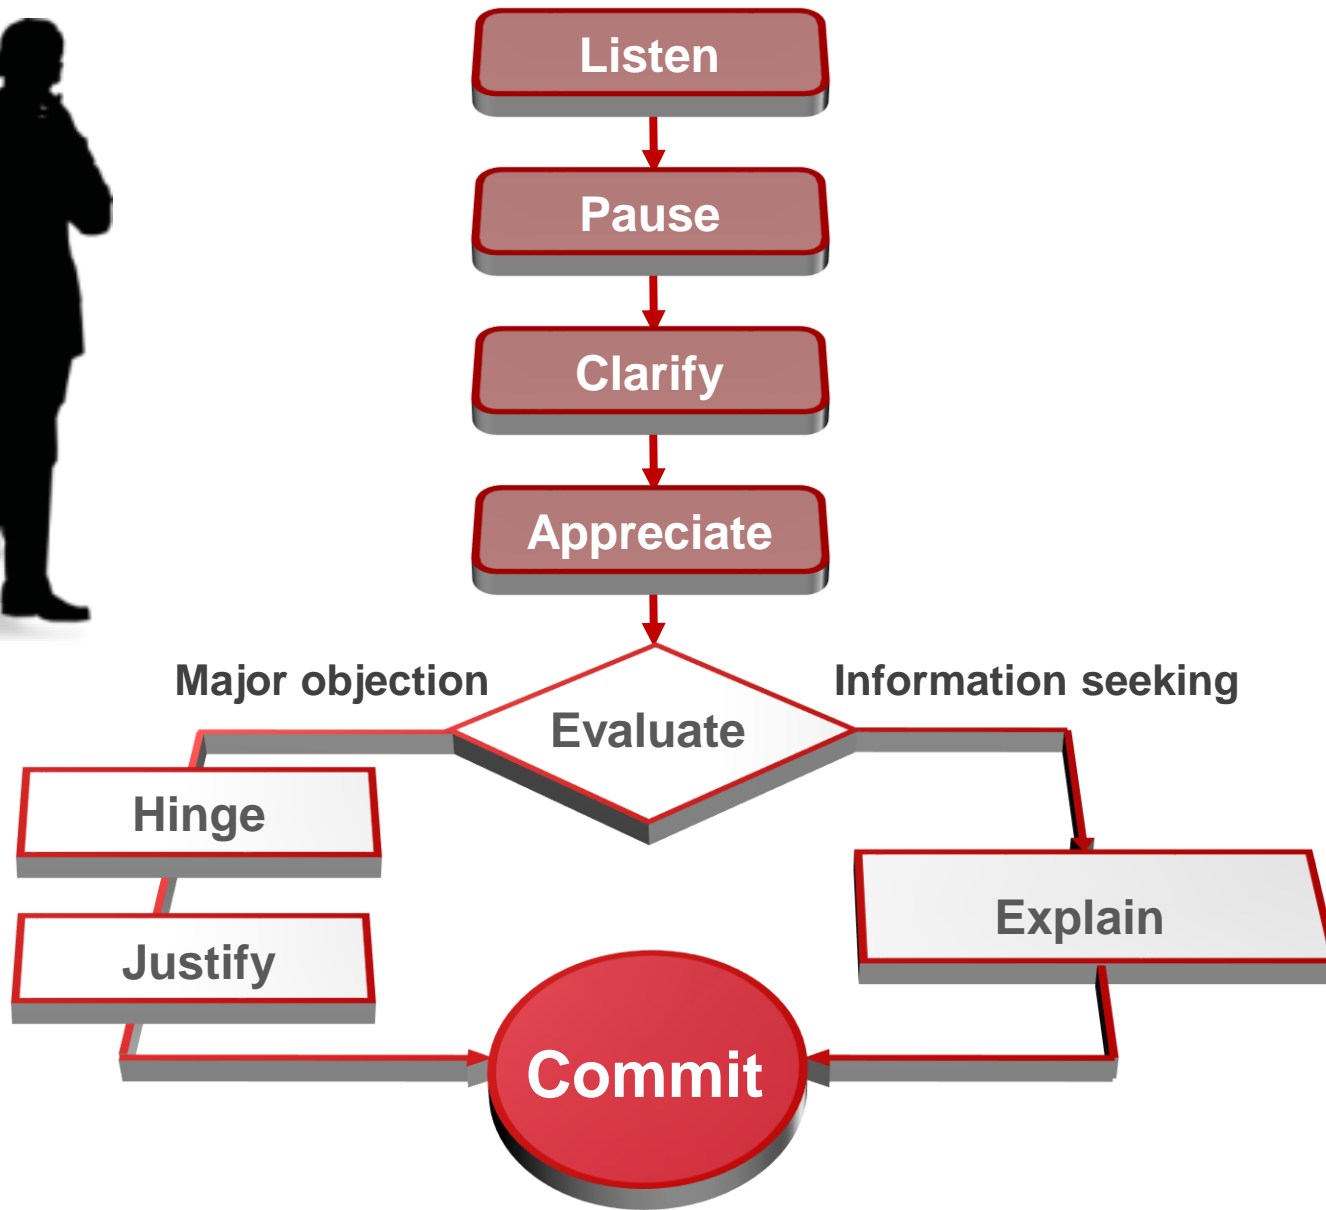 Listen
Pause
Clarify
Appreciate
Major objection
Information seeking
Evaluate
Hinge
Justify
Explain
Commit